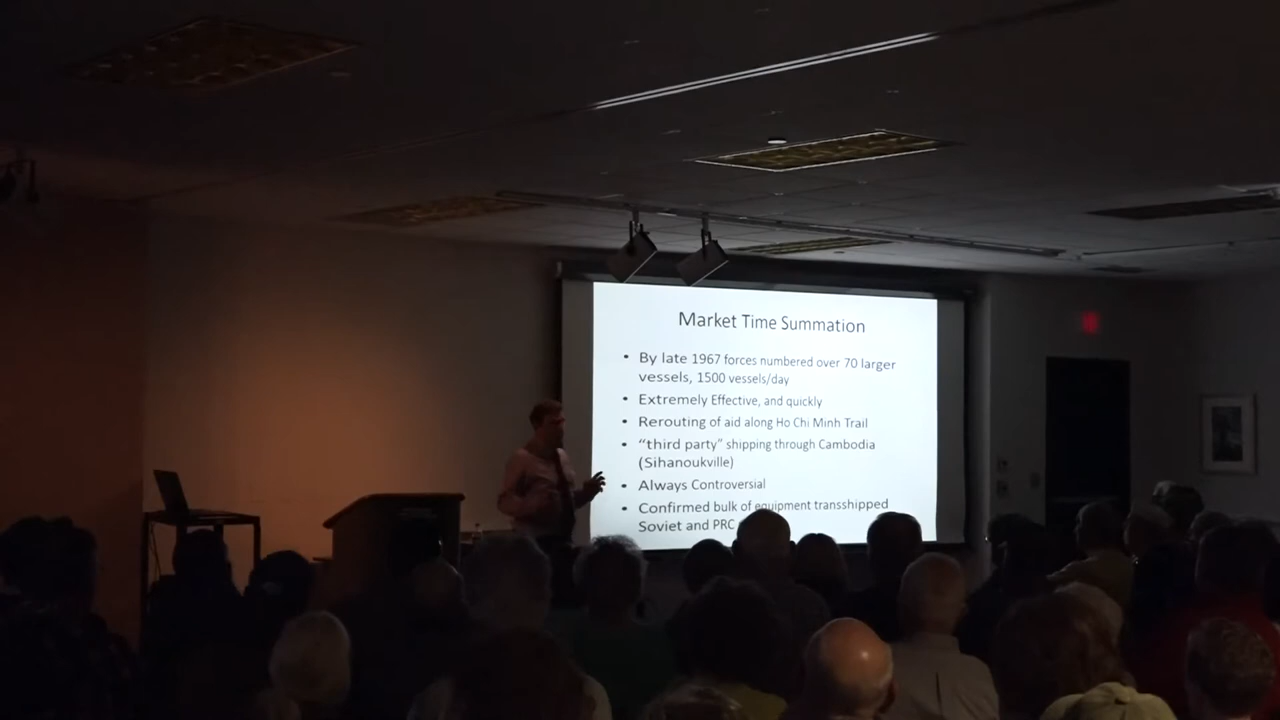 Market Time Summation
• By late 1967 forces numbered over 70 larger
vessels, 1500 vessels/day
• Extremely Effective, and quickly
• Rerouting of aid along Ho Chi Minh Trail
• “third party” shipping through Cambodia
(Sihanoukville)
• Always Controversial
• Confirmed bulk of equipment transshipped
Soviet and PRC